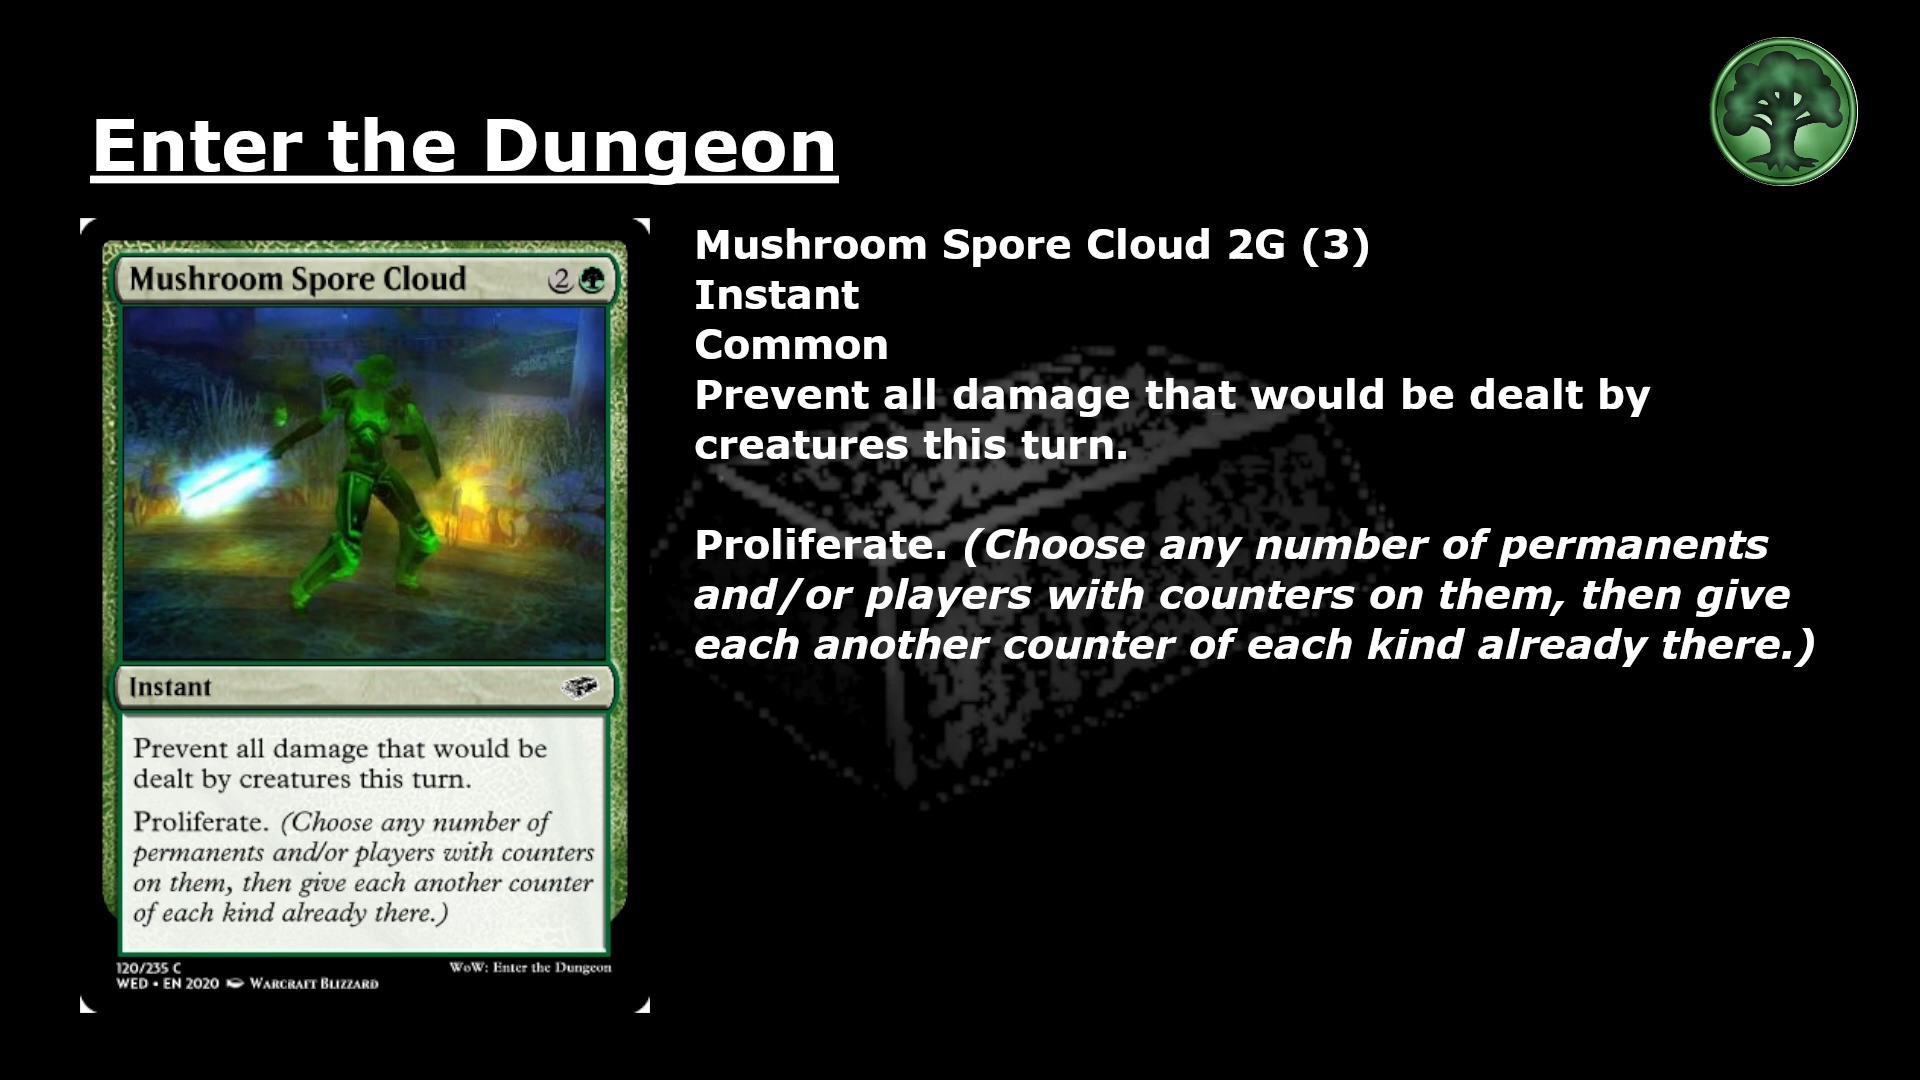 Enter the Dungeon
Mushroom Spore Cloud 2
Instant
Prevent all damage that would be
dealt by creatures this turn.
Proliferate. (Choose any number of
permanents and/or players with counters
on them, then give each another counter
of each kind already there.)
120/235 C
WED • EN 2020 WARCRAFT BLIZZARD
WoW: Enter the Dungeon
Mushroom Spore Cloud 2G (3)
Instant
Common
Prevent all damage that would be dealt by
creatures this turn.
Proliferate. (Choose any number of permanents
and/or players with counters on them, then give
each another counter of each kind already there.)